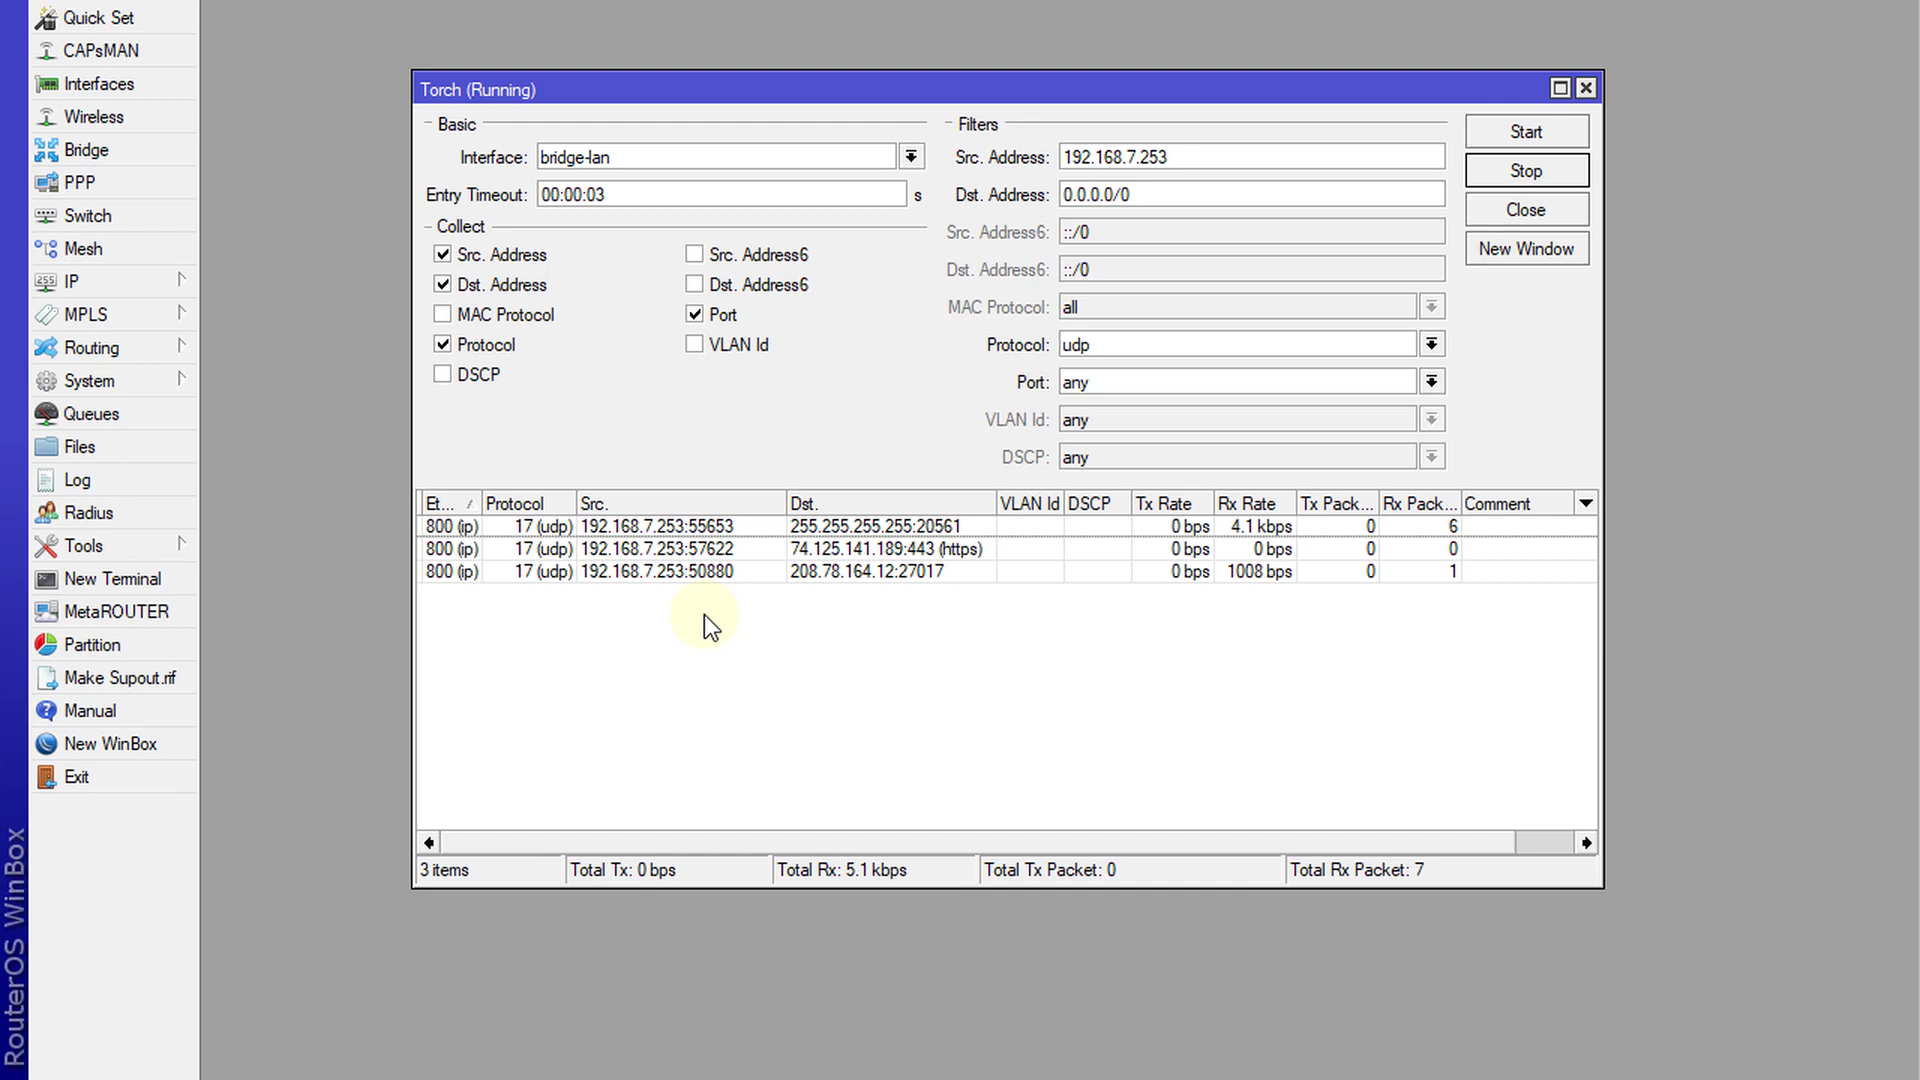 Quick Set
CAPsMAN
Interfaces
Wireless
Bridge
PPP
Switch
Mesh
255 IP
MPLS
Routing
System
Queues
Files
Log
Radius
Tools
New Terminal
MetaROUTER
Partition
Make Supout.rif
Manual
New WinBox
Exit
RouterOS WinBox
Torch (Running)
Basic
Interface: bridge-lan
Entry Timeout: 00:00:03 s
Collect
Src. Address Src. Address6
Dst. Address Dst. Address6
MAC Protocol Port
Protocol VLAN Id
DSCP
Filters
Src. Address: 192.168.7.253
Dst. Address: 0.0.0.0/0
Src. Address6: ::/0
Dst. Address6: ::/0
MAC Protocol: all
Protocol: udp
Port: any
VLAN Id: any
DSCP: any
Start
Stop
Close
New Window
Et... Protocol Src. Dst. VLAN Id DSCP Tx Rate Rx Rate Tx Pack... Rx Pack... Comment
800 (ip) 17 (udp) 192.168.7.253:55653 255.255.255.255:20561 0 bps 4.1 kbps 0 6
800 (ip) 17 (udp) 192.168.7.253:57622 74.125.141.189:443 (https) 0 bps 0 bps 0 0
800 (ip) 17 (udp) 192.168.7.253:50880 208.78.164.12:27017 0 bps 1008 bps 0 1
3 items Total Tx: 0 bps Total Rx: 5.1 kbps Total Tx Packet: 0 Total Rx Packet: 7